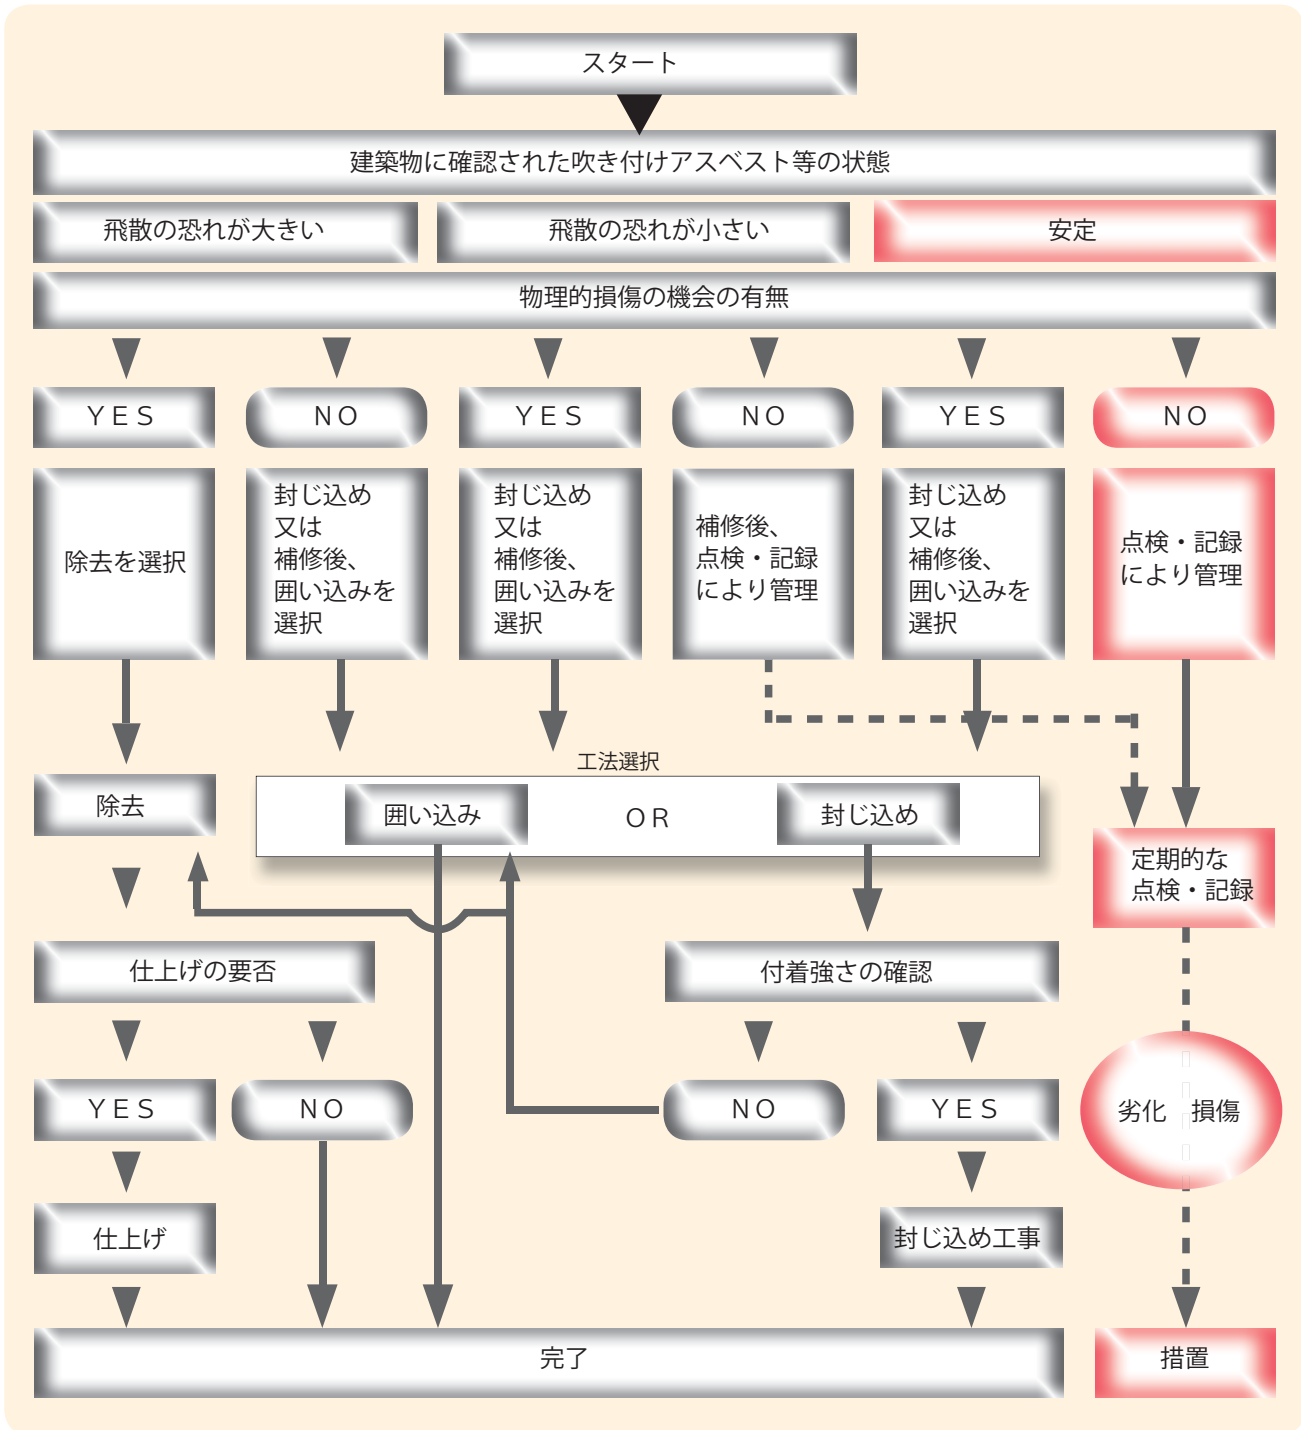 スタート
建築物に確認された吹き付けアスベスト等の状態
飛散の恐れが大きい
飛散の恐れが小さい
安定
物理的損傷の機会の有無
ＹＥＳ
ＮＯ
ＹＥＳ
ＮＯ
ＹＥＳ
ＮＯ
除去を選択
封じ込め
又は
補修後、
囲い込みを
選択
封じ込め
又は
補修後、
囲い込みを
選択
補修後、
点検・記録
により管理
封じ込め
又は
補修後、
囲い込みを
選択
点検・記録
により管理
工法選択
除去
囲い込み
ＯＲ
封じ込め
定期的な
点検・記録
仕上げの要否
付着強さの確認
ＹＥＳ
ＮＯ
ＮＯ
ＹＥＳ
劣化　損傷
仕上げ
封じ込め工事
完了
措置